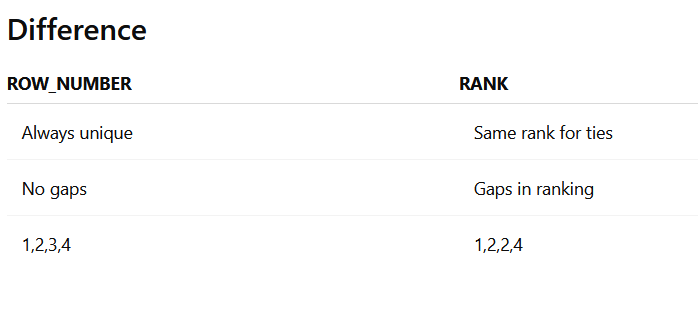 Difference
ROW_NUMBER RANK
Always unique Same rank for ties
No gaps Gaps in ranking
1,2,3,4 1,2,2,4